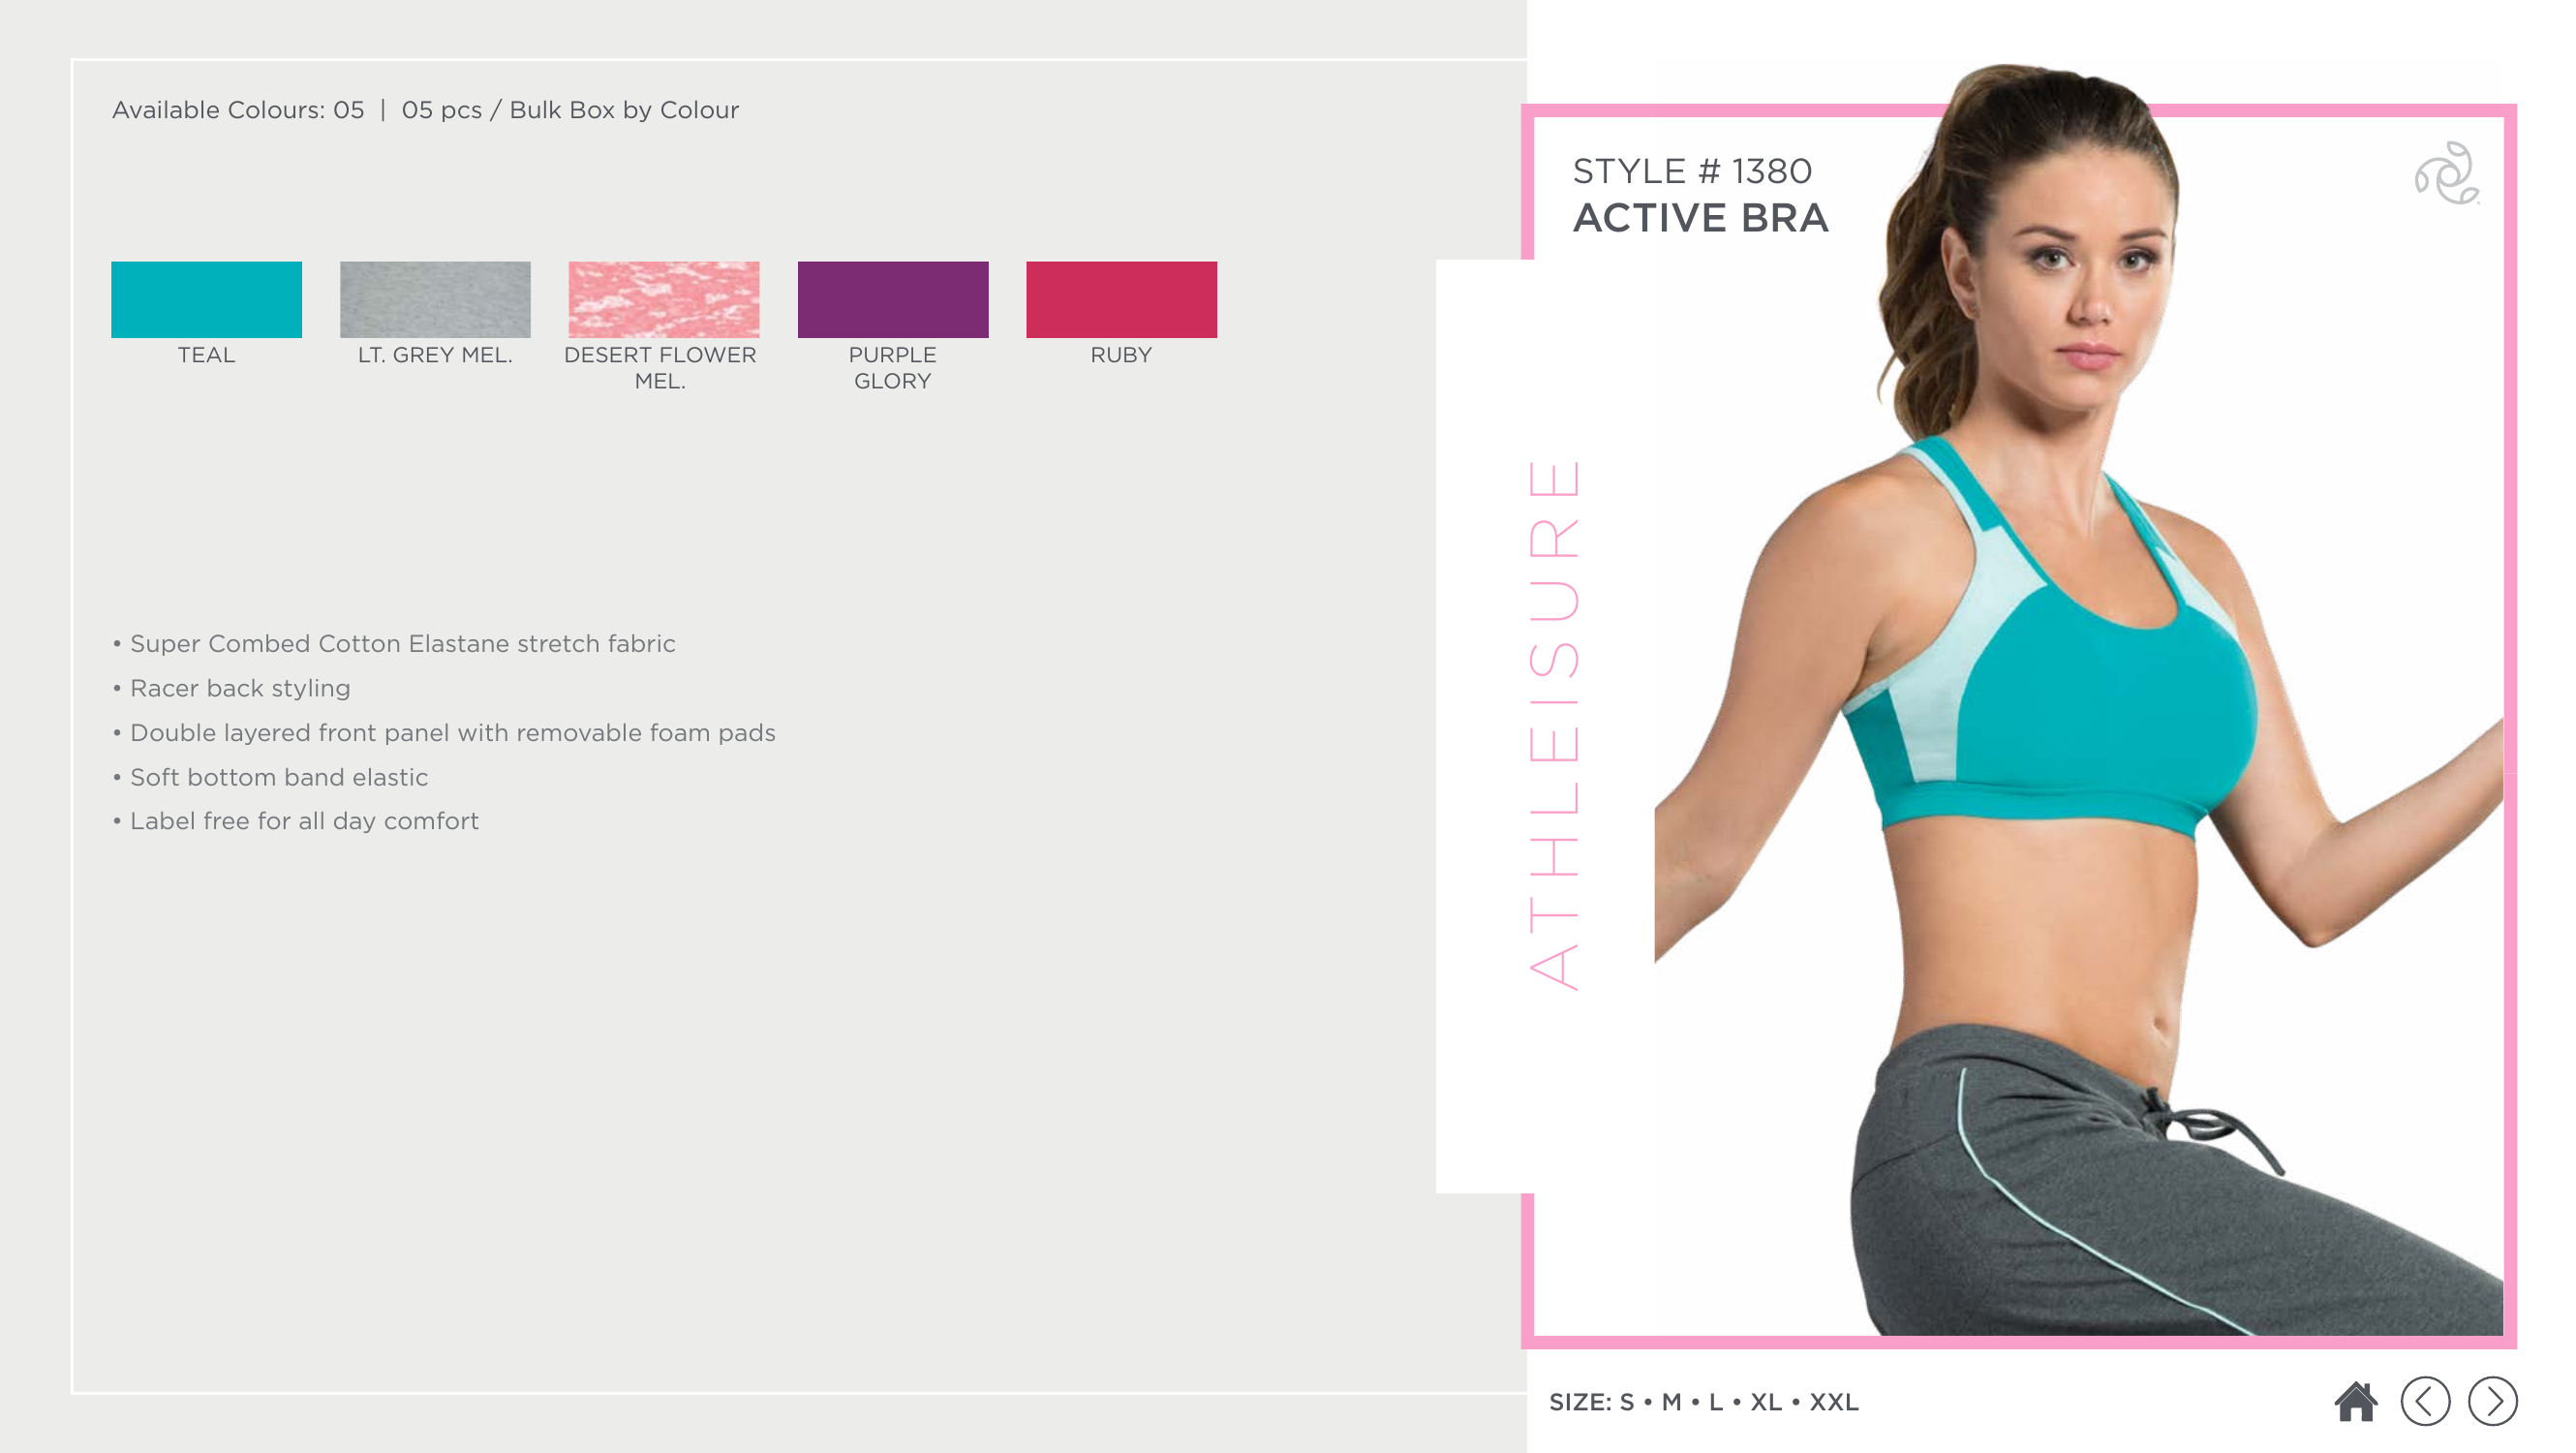 Available Colours: 05 | 05 pcs / Bulk Box by Colour
TEAL
LT. GREY MEL.
DESERT FLOWER
MEL.
PURPLE
GLORY
RUBY
• Super Combed Cotton Elastane stretch fabric
• Racer back styling
• Double layered front panel with removable foam pads
• Soft bottom band elastic
• Label free for all day comfort
STYLE # 1380
ACTIVE BRA
ATHLEISURE
SIZE: S • M • L • XL • XXL